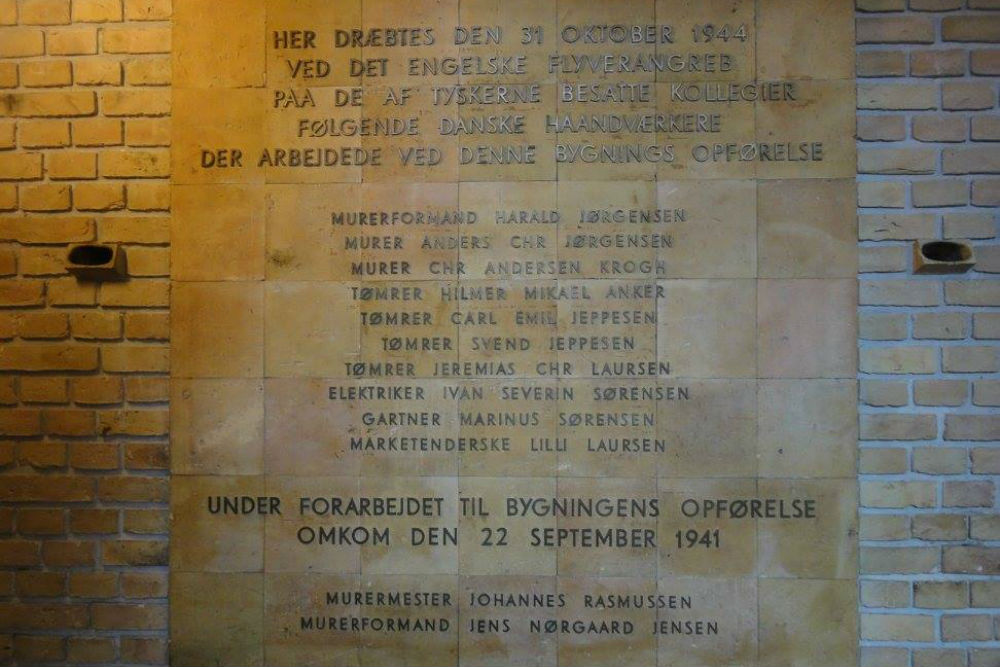 HER DRÆBTES DEN 31 OKTOBER 1944
VED DET ENGELSKE FLYVERANGREB
PAA DE AF TYSKERNE BESATTE KOLLEGIER
FØLGENDE DANSKE HAANDVÆRKERE
DER ARBEJDEDE VED DENNE BYGNINGS OPFØRELSE
MURERFORMAND HARALD JØRGENSEN
MURER ANDERS CHR JØRGENSEN
MURER CHR ANDERSEN KROGH
TØMRER HILMER MIKAEL ANKER
TØMRER CARL EMIL JEPPESEN
TØMRER SVEND JEPPESEN
TØMRER JEREMIAS CHR LAURSEN
ELEKTRIKER IVAN SEVERIN SØRENSEN
GARTNER MARINUS SØRENSEN
MARKETENDERSKE LILLI LAURSEN
UNDER FORARBEJDET TIL BYGNINGENS OPFØRELSE
OMKOM DEN 22 SEPTEMBER 1941
MURERMESTER JOHANNES RASMUSSEN
MURERFORMAND JENS NØRGAARD JENSEN